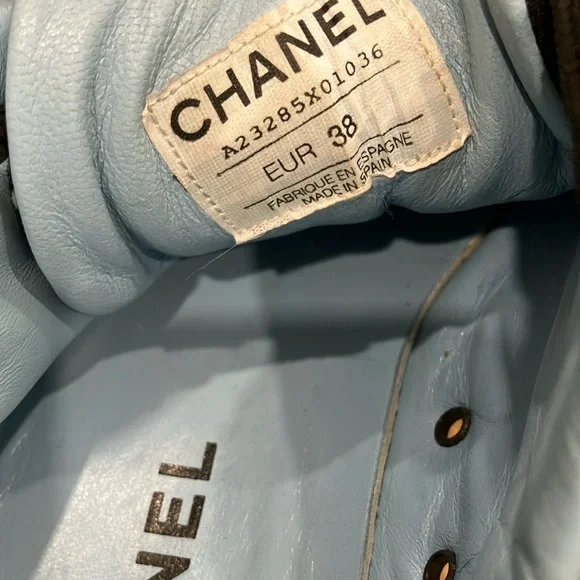 CHANEL
A23285X01036
EUR 38
FABRIQUE EN ESPAGNE
MADE IN SPAIN
NEL